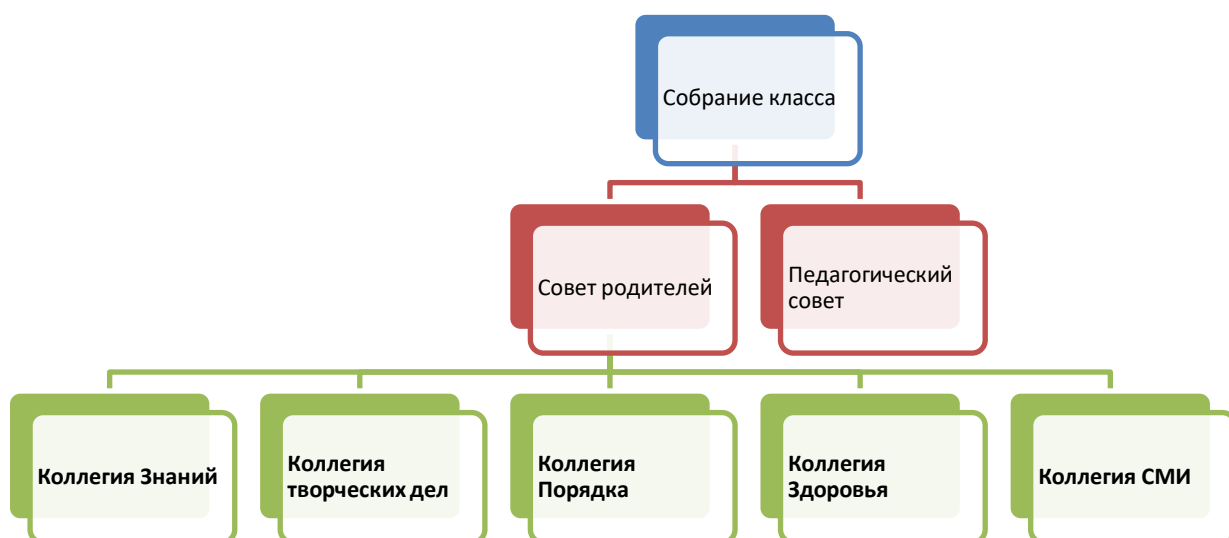 Собрание класса
Совет родителей
Педагогический
совет
Коллегия Знаний
Коллегия
творческих дел
Коллегия
Порядка
Коллегия
Здоровья
Коллегия СМИ